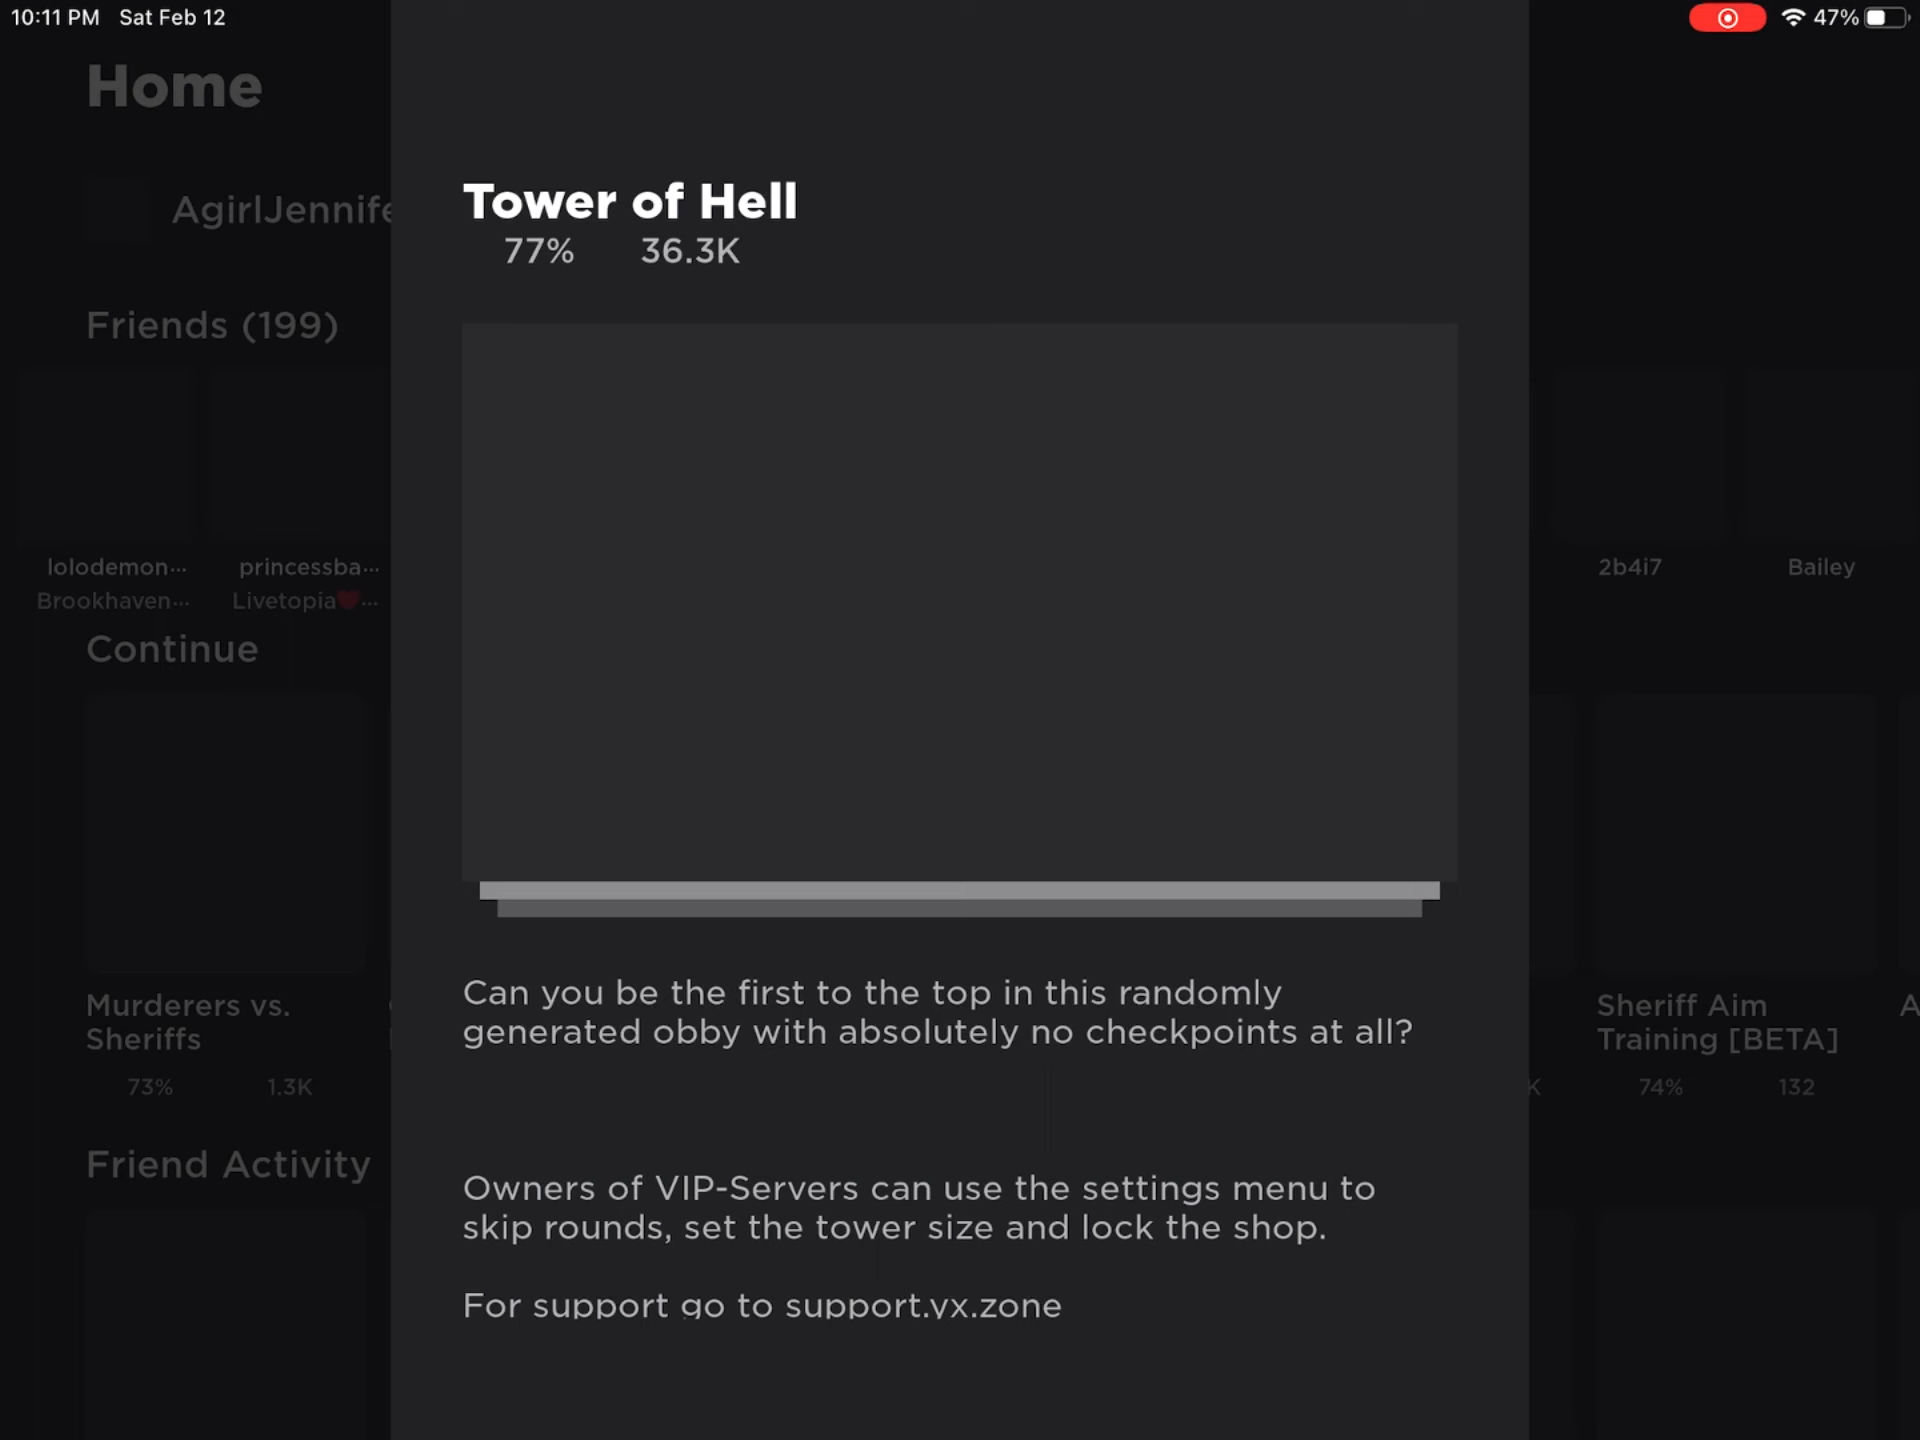 10:11 PM Sat Feb 12
47%
Home
AgirlJennife
Friends (199)
lolodemon...
Brookhaven...
princessba...
Livetopia❤️...
2b4i7
Bailey
Continue
Murderers vs.
Sheriffs
73% 1.3K
Sheriff Aim
Training [BETA]
74% 132
K
A
Friend Activity
Tower of Hell
77% 36.3K
Can you be the first to the top in this randomly
generated obby with absolutely no checkpoints at all?
Owners of VIP-Servers can use the settings menu to
skip rounds, set the tower size and lock the shop.
For support go to support.yx.zone